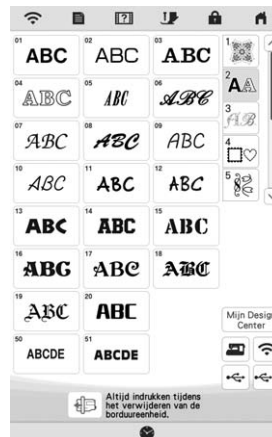 01 ABC
02 ABC
03 ABC
04 ABC
05 ABC
06 ABC
07 ABC
08 ABC
09 ABC
10 ABC
11 ABC
12 ABC
13 ABC
14 ABC
15 ABC
16 ABC
17 ABC
18 ABC
19 ABC
20 ABC
50 ABCDE
51 ABCDE
1
2 AA
3 AB
4
5
Mijn Design
Center
Altijd indrukken tijdens
het verwijderen van de
borduureenheid.